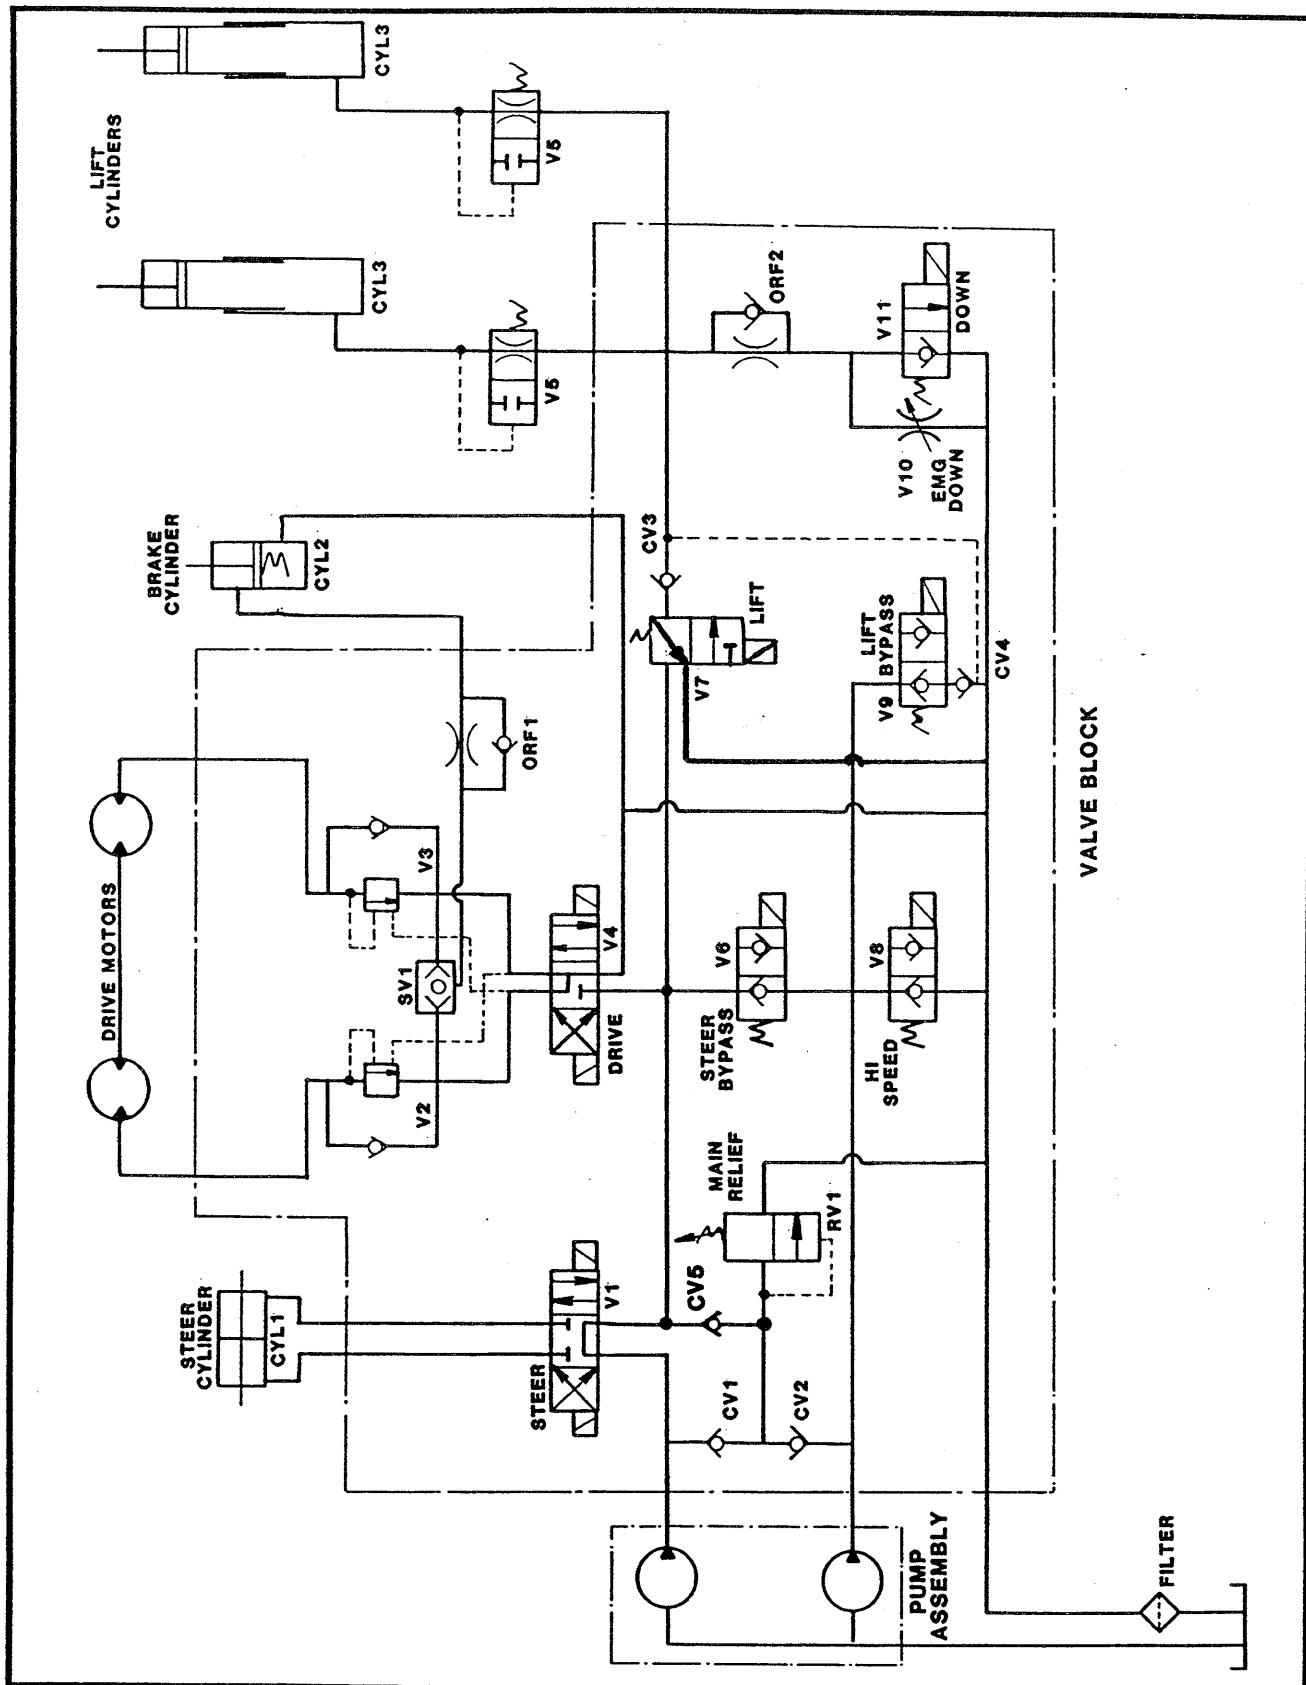 LIFT
CYLINDERS
CYL3
CYL3
V5
V5
BRAKE
CYLINDER
CYL2
DRIVE MOTORS
STEER
CYLINDER
CYL1
ORF1
ORF2
V3
SV1
V2
V4
DRIVE
V1
STEER
CV3
LIFT
V7
V11
DOWN
V10
EMG
DOWN
LIFT
BYPASS
V9
CV4
V6
STEER
BYPASS
V8
HI
SPEED
MAIN
RELIEF
RV1
CV5
CV1
CV2
VALVE BLOCK
PUMP
ASSEMBLY
FILTER